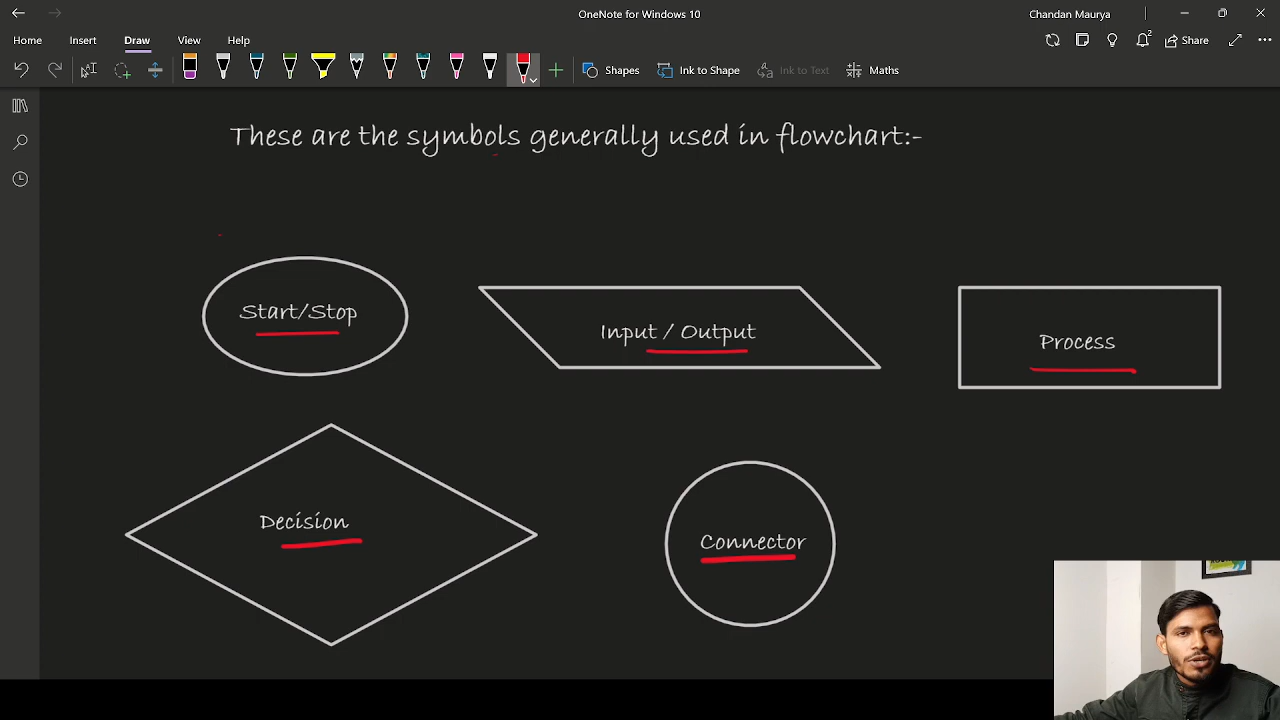 OneNote for Windows 10
Chandan Maurya
Home Insert Draw View Help
Share
Shapes Ink to Shape Ink to Text Maths
These are the symbols generally used in flowchart:-
Start/Stop
Input / Output
Process
Decision
Connector